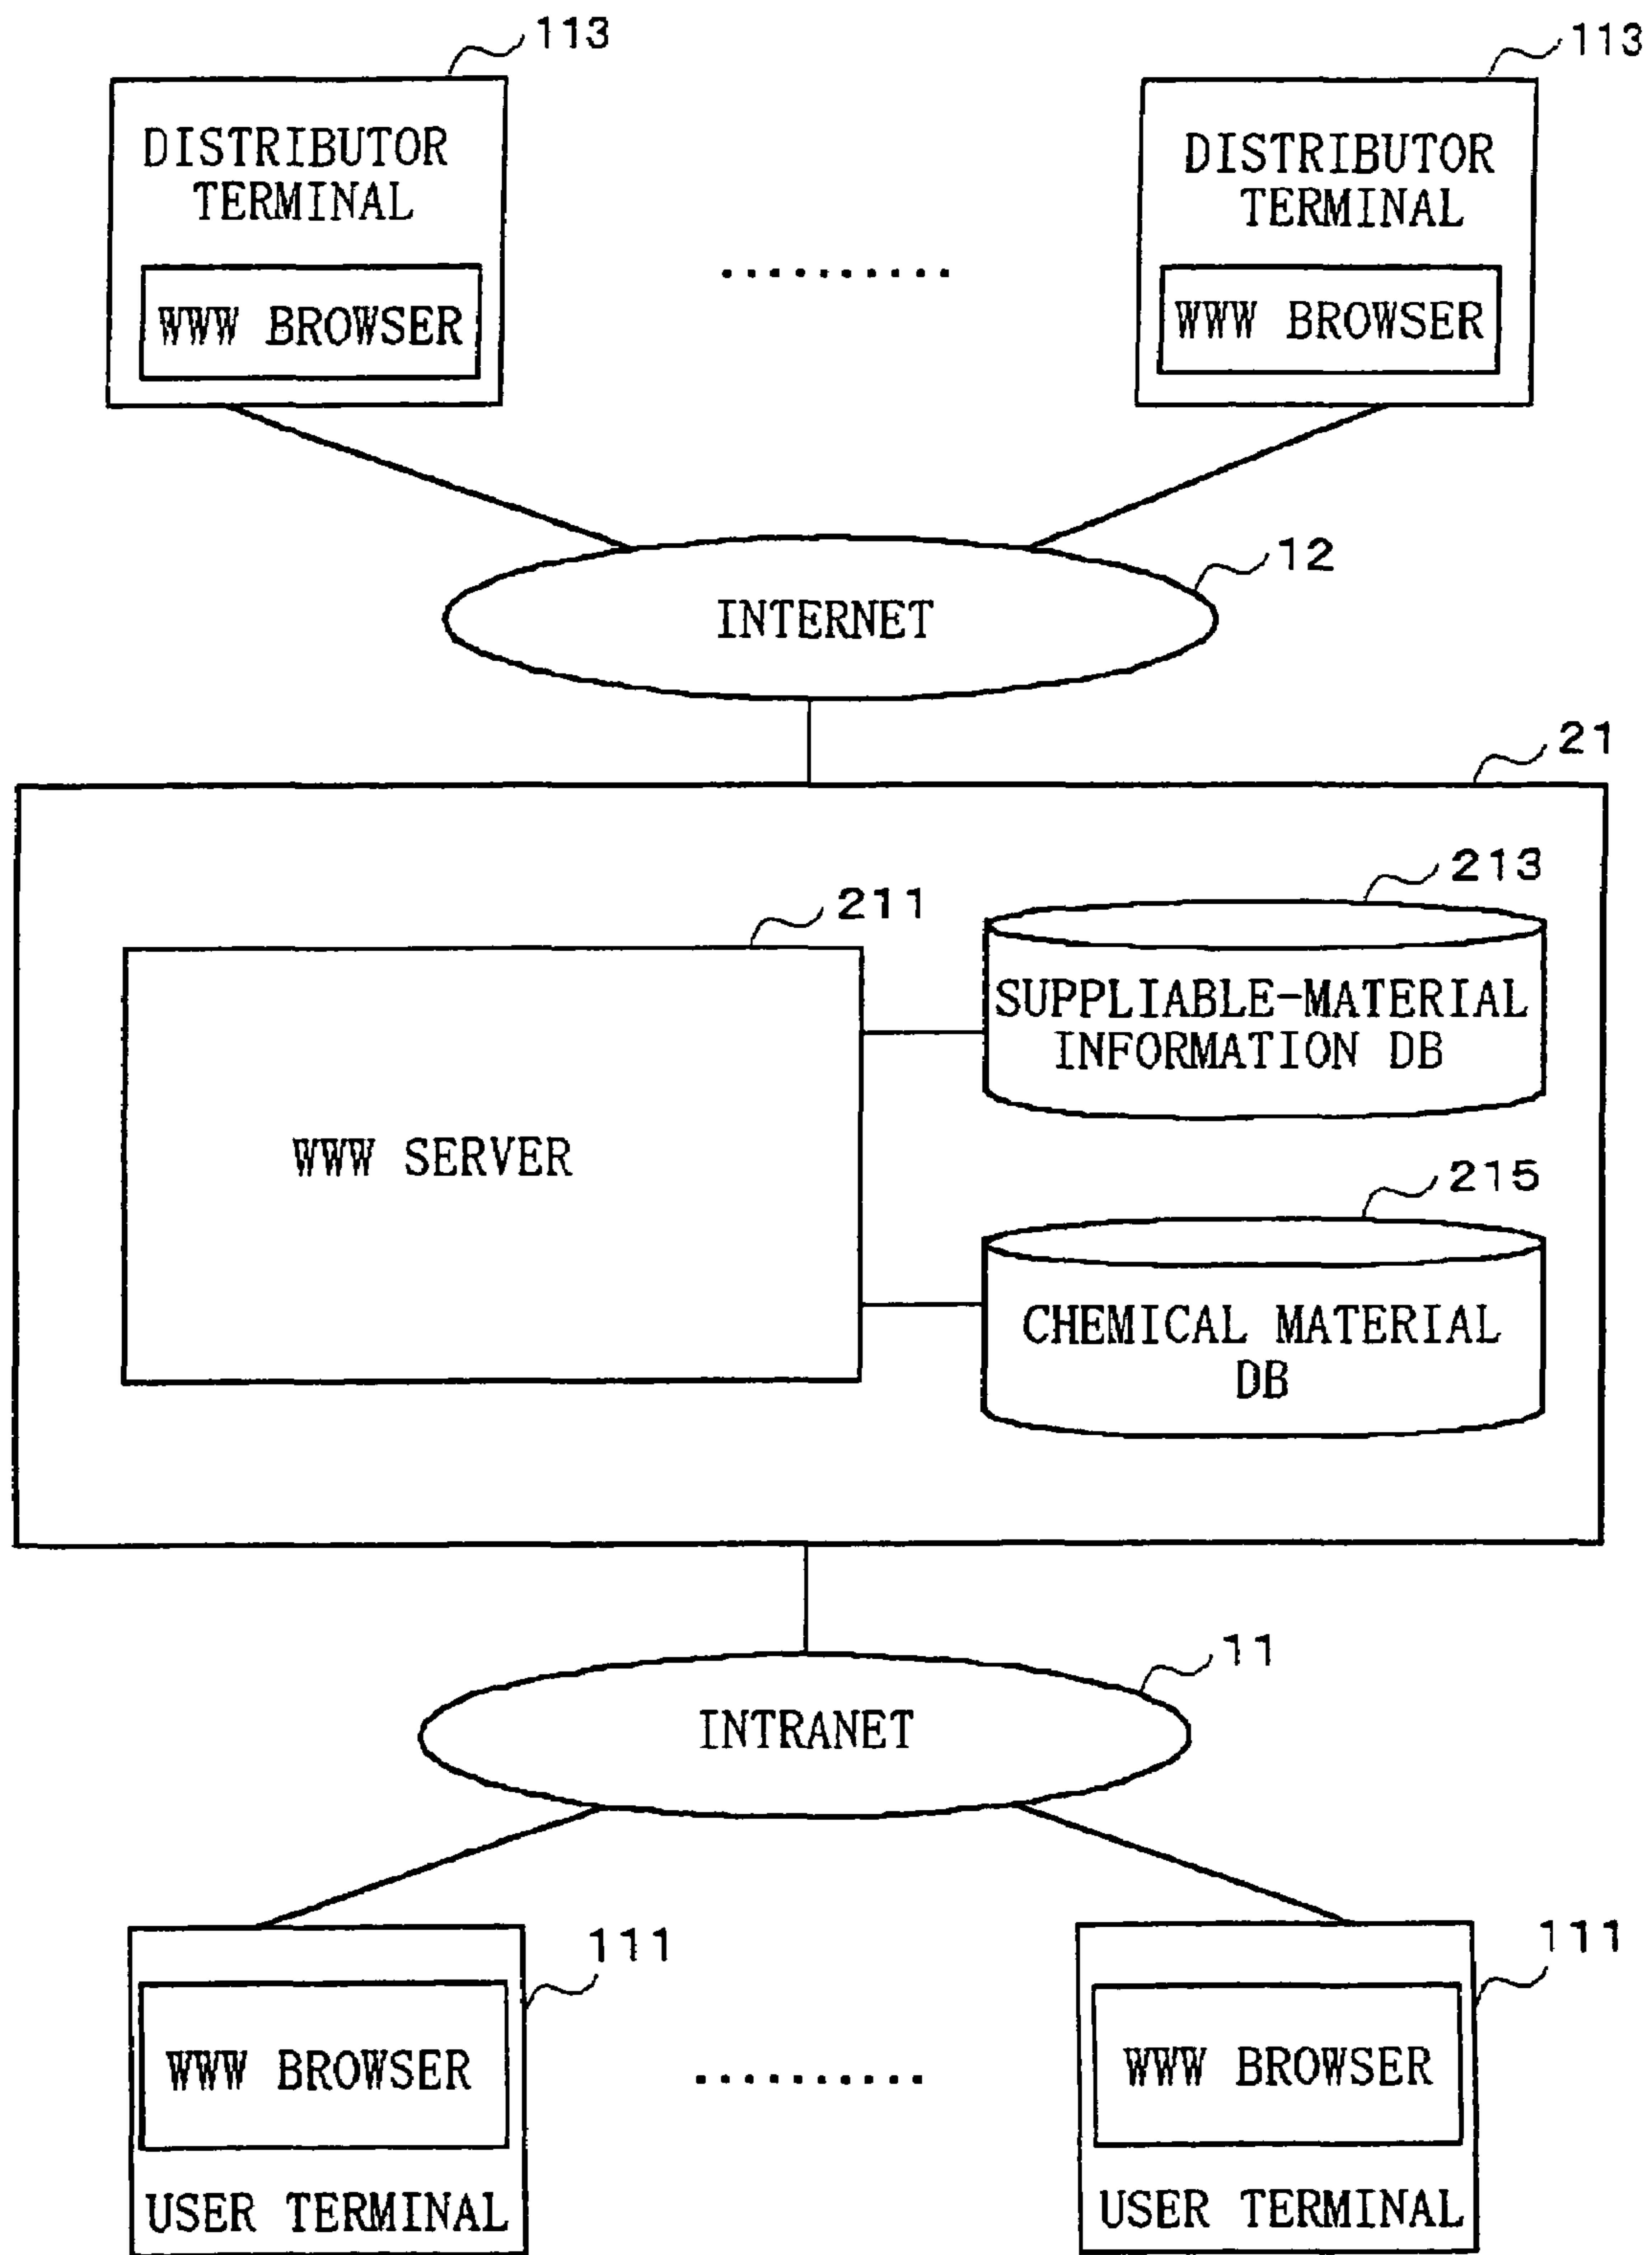 113
113
DISTRIBUTOR
TERMINAL
WWW BROWSER
DISTRIBUTOR
TERMINAL
WWW BROWSER
12
INTERNET
21
211
WWW SERVER
213
SUPPLIABLE-MATERIAL
INFORMATION DB
215
CHEMICAL MATERIAL
DB
11
INTRANET
111
WWW BROWSER
USER TERMINAL
111
WWW BROWSER
USER TERMINAL